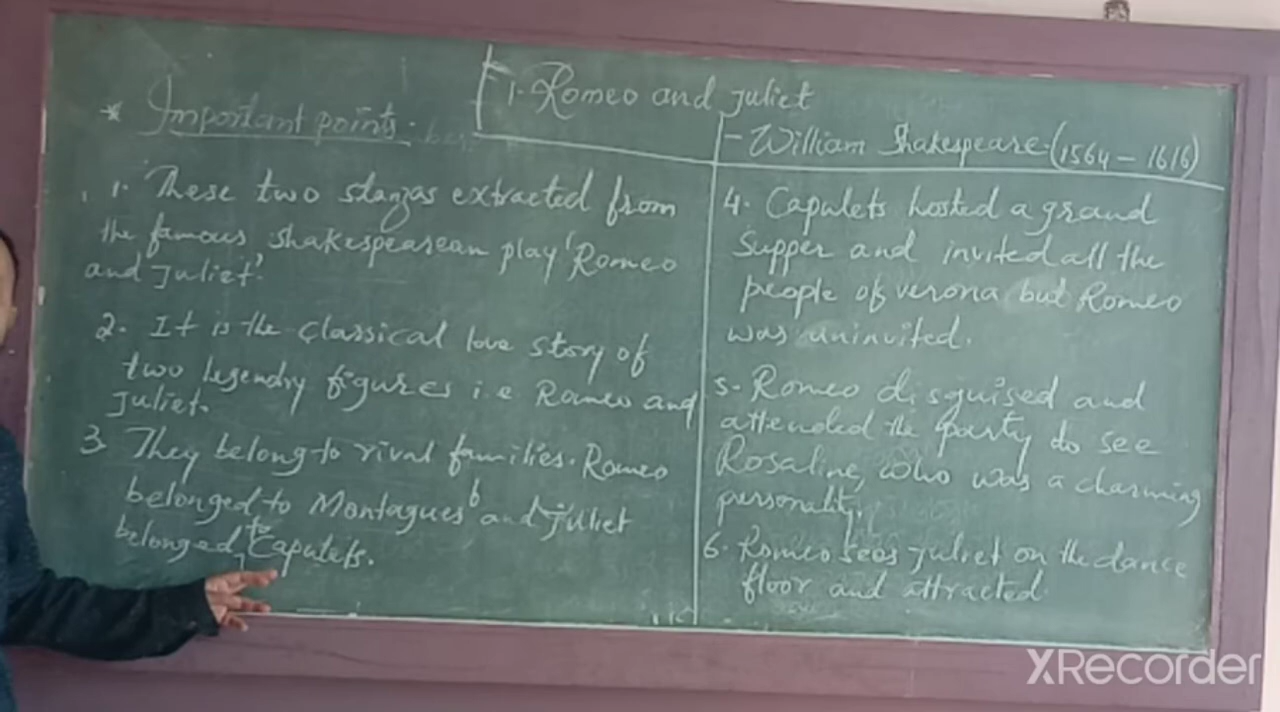 1. Romeo and Juliet
- William Shakespeare. (1564 - 1616)
* Important points:
1. These two stanzas extracted from
the famous, Shakespearean play 'Romeo
and Juliet'.
2. It is the classical love story of
two legendry figures i.e Romeo and
Juliet.
3 They belong to rival families. Romeo
belonged to Montagues and Juliet
belonged to Capulets.
4. Capulets hosted a grand
Supper and invited all the
people of verona but Romeo
was uninvited.
5. Romeo disguised and
attended the party to see
Rosaline, who was a charming
personality.
6. Romeo sees Juliet on the dance
floor and attracted.
XRecorder